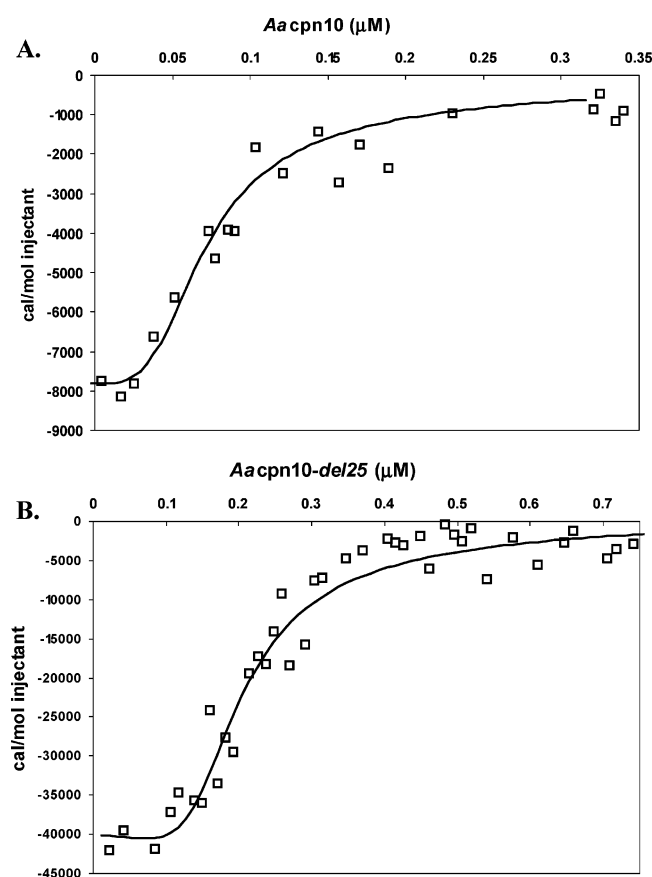 Aacpn10 (μM)
A.
0 0.05 0.1 0.15 0.2 0.25 0.3 0.35
0
-1000
-2000
-3000
-4000
-5000
-6000
-7000
-8000
-9000
cal/mol injectant
Aacpn10-del25 (μM)
B.
0 0.1 0.2 0.3 0.4 0.5 0.6 0.7
0
-5000
-10000
-15000
-20000
-25000
-30000
-35000
-40000
-45000
cal/mol injectant